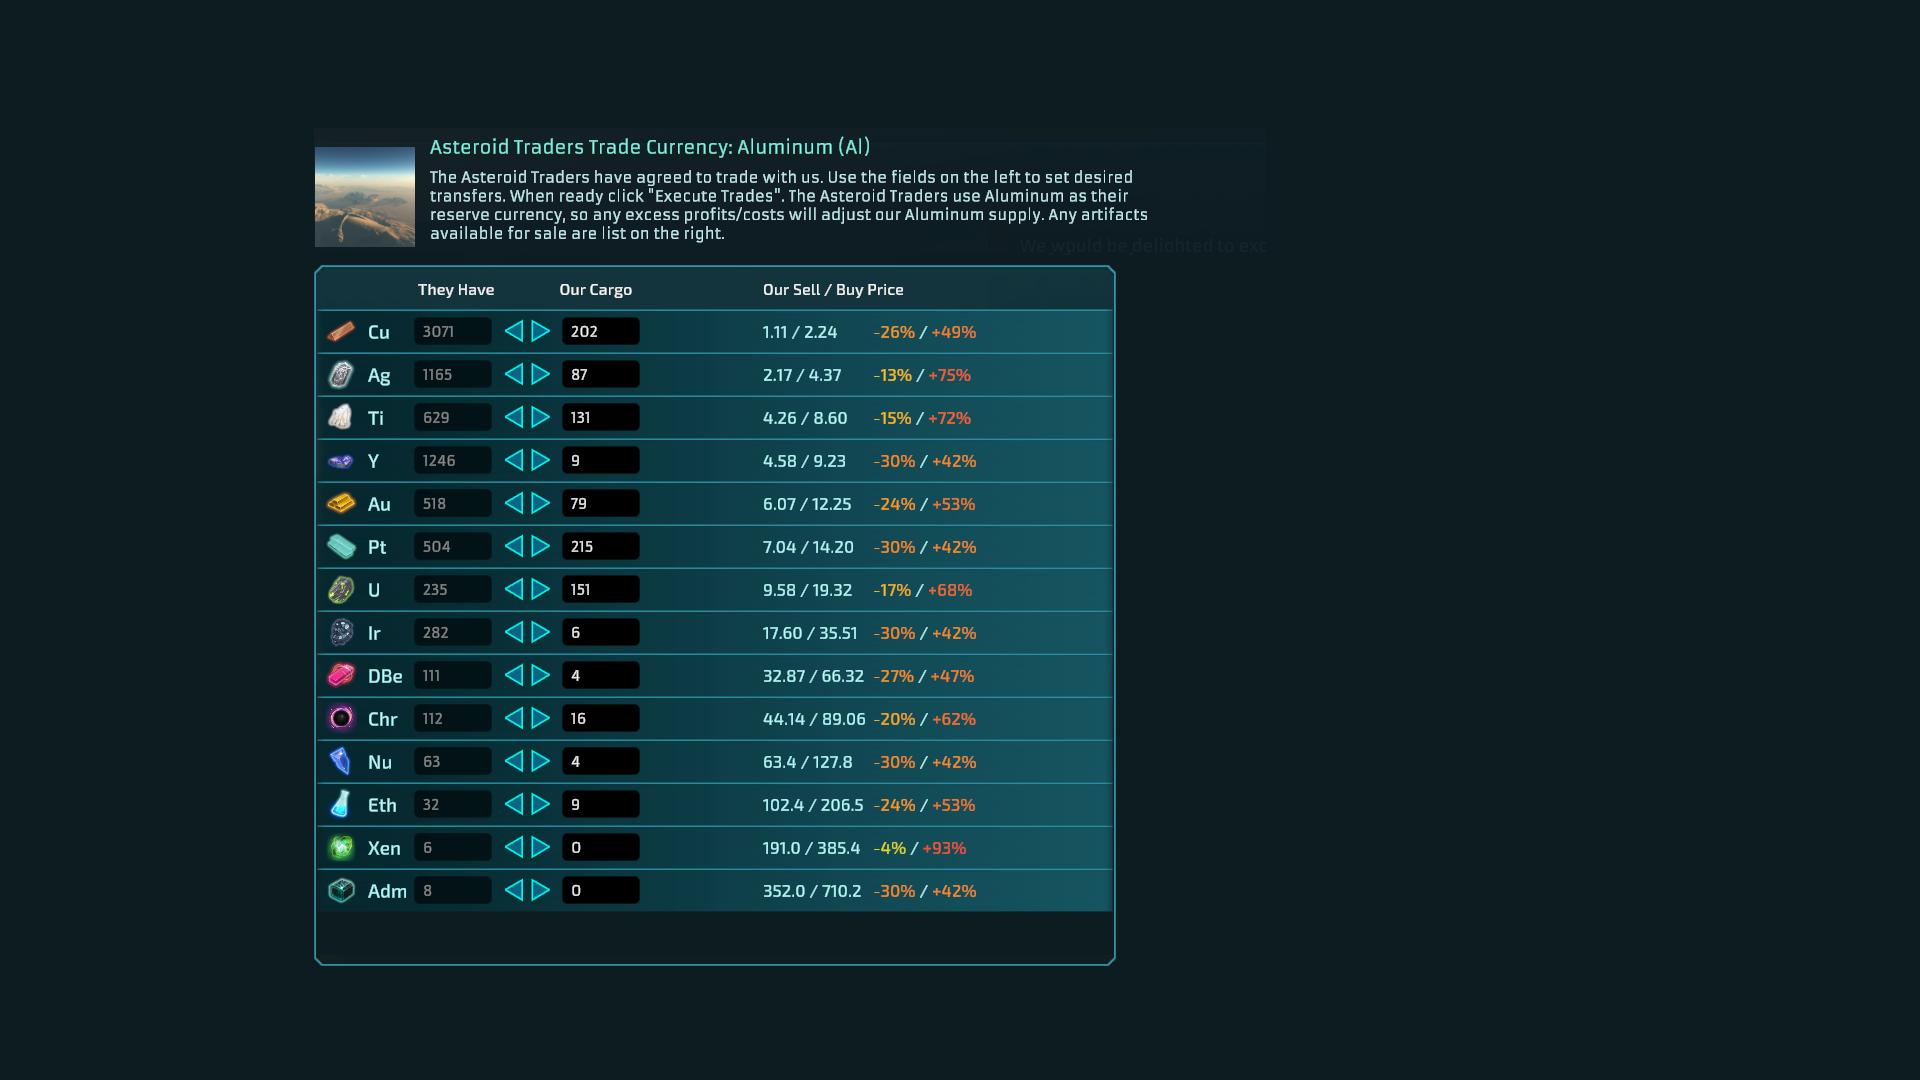 Asteroid Traders Trade Currency: Aluminum (Al)
The Asteroid Traders have agreed to trade with us. Use the fields on the left to set desired
transfers. When ready click "Execute Trades". The Asteroid Traders use Aluminum as their
reserve currency, so any excess profits/costs will adjust our Aluminum supply. Any artifacts
available for sale are list on the right.
We would be delighted to exc
They Have Our Cargo Our Sell / Buy Price
Cu 3071 202 1.11 / 2.24 -26% / +49%
Ag 1165 87 2.17 / 4.37 -13% / +75%
Ti 629 131 4.26 / 8.60 -15% / +72%
Y 1246 9 4.58 / 9.23 -30% / +42%
Au 518 79 6.07 / 12.25 -24% / +53%
Pt 504 215 7.04 / 14.20 -30% / +42%
U 235 151 9.58 / 19.32 -17% / +68%
Ir 282 6 17.60 / 35.51 -30% / +42%
DBe 111 4 32.87 / 66.32 -27% / +47%
Chr 112 16 44.14 / 89.06 -20% / +62%
Nu 63 4 63.4 / 127.8 -30% / +42%
Eth 32 9 102.4 / 206.5 -24% / +53%
Xen 6 0 191.0 / 385.4 -4% / +93%
Adm 8 0 352.0 / 710.2 -30% / +42%